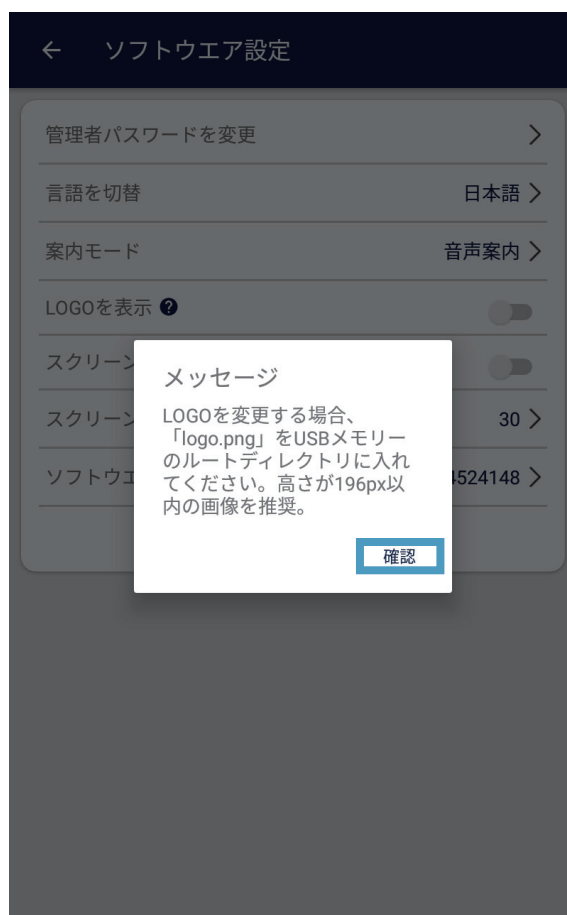 ソフトウエア設定
管理者パスワードを変更
言語を切替 日本語
案内モード 音声案内
LOGOを表示 ?
スクリーン
スクリーン 30
ソフトウエ 4524148
メッセージ
LOGOを変更する場合、
「logo.png」をUSBメモリー
のルートディレクトリに入れ
てください。高さが196px以
内の画像を推奨。
確認